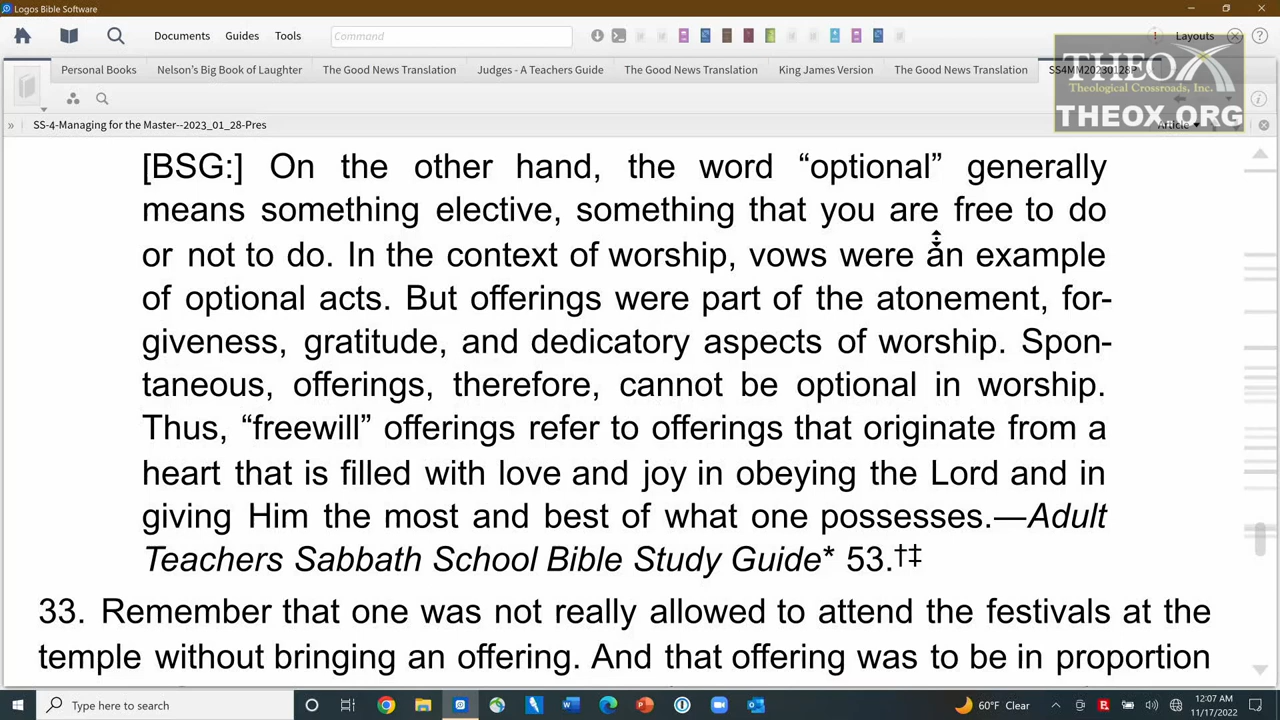 Logos Bible Software
Documents Guides Tools Command Layouts
Personal Books Nelson's Big Book of Laughter The G Judges - A Teachers Guide The Good News Translation King James Version The Good News Translation SS4MM20230128P
THEOX
Theological Crossroads, Inc.
THEOX.ORG
SS-4-Managing for the Master--2023_01_28-Pres Article
[BSG:] On the other hand, the word “optional” generally
means something elective, something that you are free to do
or not to do. In the context of worship, vows were an example
of optional acts. But offerings were part of the atonement, for-
giveness, gratitude, and dedicatory aspects of worship. Spon-
taneous, offerings, therefore, cannot be optional in worship.
Thus, “freewill” offerings refer to offerings that originate from a
heart that is filled with love and joy in obeying the Lord and in
giving Him the most and best of what one possesses.—Adult
Teachers Sabbath School Bible Study Guide* 53.†‡
33. Remember that one was not really allowed to attend the festivals at the
temple without bringing an offering. And that offering was to be in proportion
Type here to search 60°F Clear 12:07 AM
11/17/2022